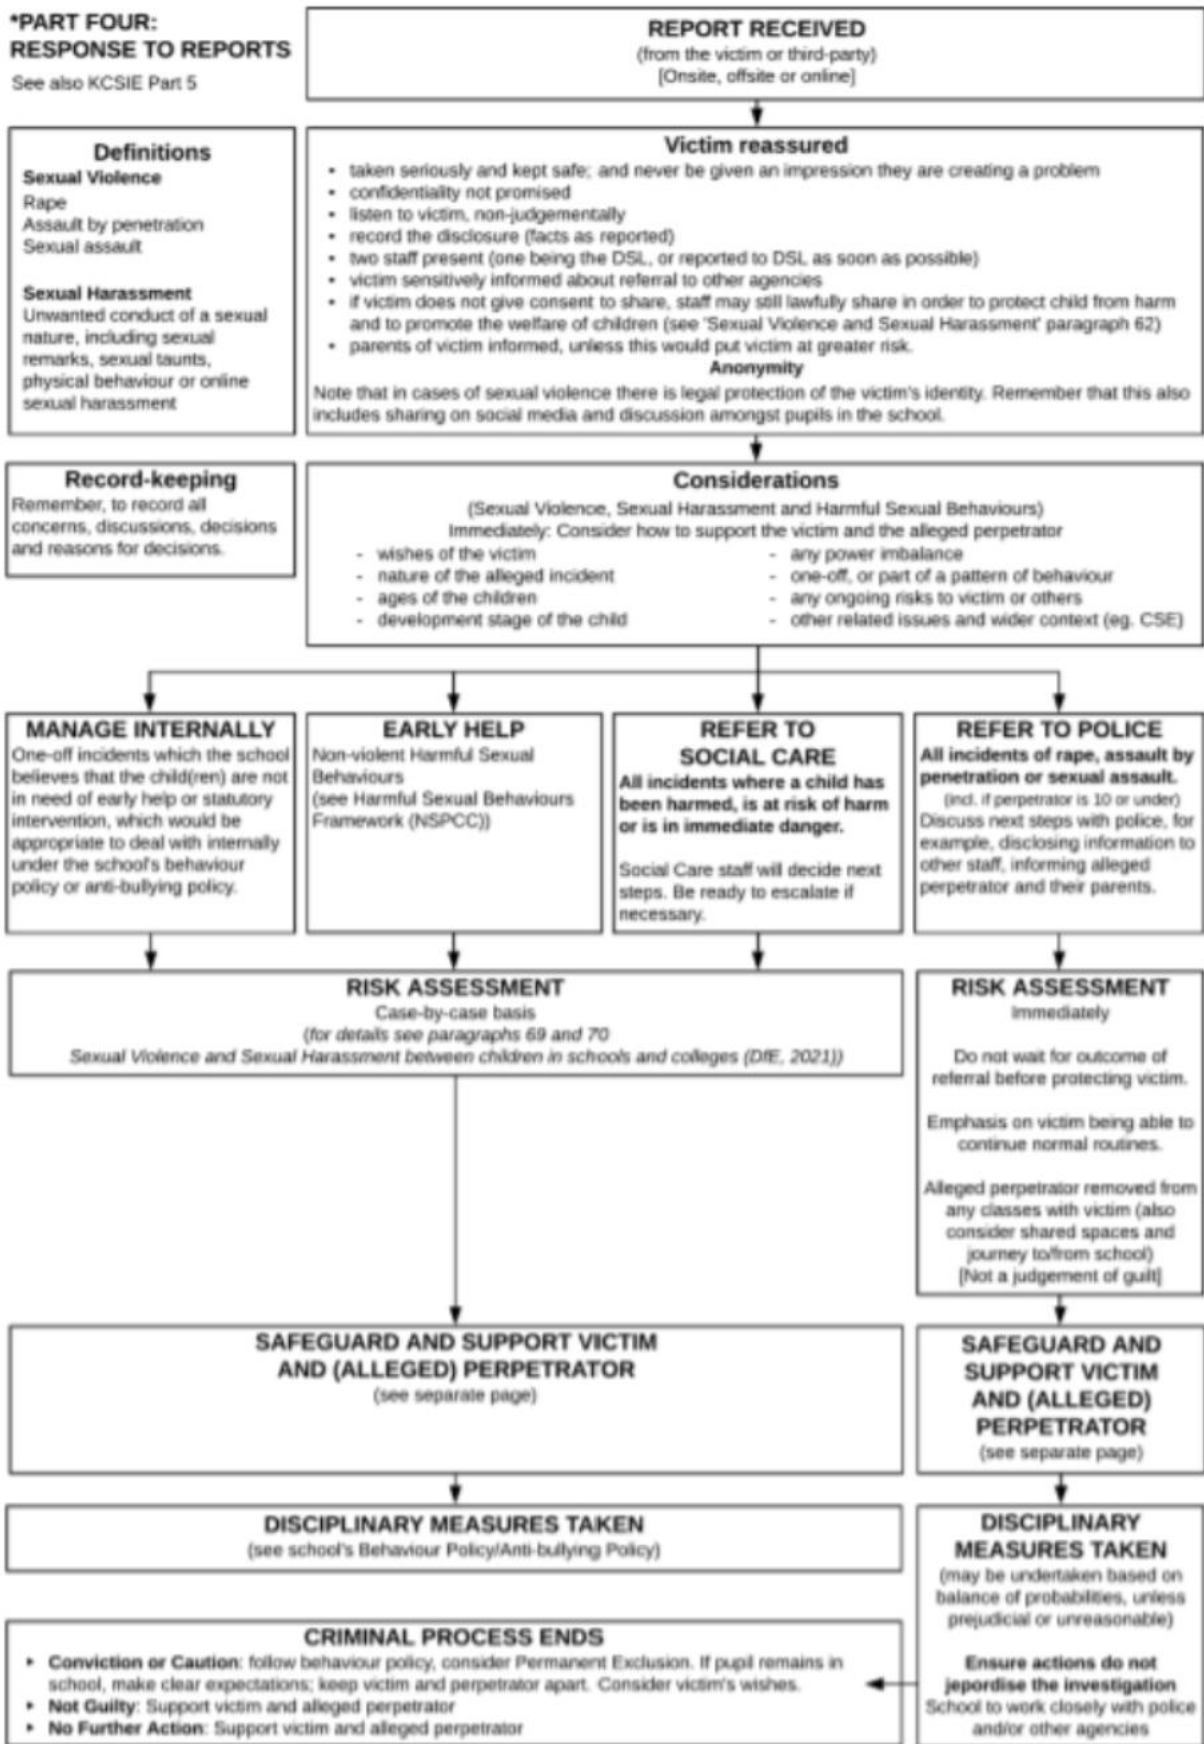 *PART FOUR:
RESPONSE TO REPORTS
See also KCSIE Part 5
REPORT RECEIVED
(from the victim or third-party)
[Onsite, offsite or online]
Definitions
Sexual Violence
Rape
Assault by penetration
Sexual assault
Sexual Harassment
Unwanted conduct of a sexual
nature, including sexual
remarks, sexual taunts,
physical behaviour or online
sexual harassment
Victim reassured
• taken seriously and kept safe; and never be given an impression they are creating a problem
• confidentiality not promised
• listen to victim, non-judgementally
• record the disclosure (facts as reported)
• two staff present (one being the DSL, or reported to DSL as soon as possible)
• victim sensitively informed about referral to other agencies
• if victim does not give consent to share, staff may still lawfully share in order to protect child from harm
and to promote the welfare of children (see 'Sexual Violence and Sexual Harassment' paragraph 62)
• parents of victim informed, unless this would put victim at greater risk.
Anonymity
Note that in cases of sexual violence there is legal protection of the victim's identity. Remember that this also
includes sharing on social media and discussion amongst pupils in the school.
Record-keeping
Remember, to record all
concerns, discussions, decisions
and reasons for decisions.
Considerations
(Sexual Violence, Sexual Harassment and Harmful Sexual Behaviours)
Immediately: Consider how to support the victim and the alleged perpetrator
- wishes of the victim
- nature of the alleged incident
- ages of the children
- development stage of the child
- any power imbalance
- one-off, or part of a pattern of behaviour
- any ongoing risks to victim or others
- other related issues and wider context (eg. CSE)
MANAGE INTERNALLY
One-off incidents which the school
believes that the child(ren) are not
in need of early help or statutory
intervention, which would be
appropriate to deal with internally
under the school's behaviour
policy or anti-bullying policy.
EARLY HELP
Non-violent Harmful Sexual
Behaviours
(see Harmful Sexual Behaviours
Framework (NSPCC))
REFER TO
SOCIAL CARE
All incidents where a child has
been harmed, is at risk of harm
or is in immediate danger.
Social Care staff will decide next
steps. Be ready to escalate if
necessary.
REFER TO POLICE
All incidents of rape, assault by
penetration or sexual assault.
(incl. if perpetrator is 10 or under)
Discuss next steps with police, for
example, disclosing information to
other staff, informing alleged
perpetrator and their parents.
RISK ASSESSMENT
Case-by-case basis
(for details see paragraphs 69 and 70
Sexual Violence and Sexual Harassment between children in schools and colleges (DfE, 2021))
RISK ASSESSMENT
Immediately
Do not wait for outcome of
referral before protecting victim.
Emphasis on victim being able to
continue normal routines.
Alleged perpetrator removed from
any classes with victim (also
consider shared spaces and
journey to/from school)
[Not a judgement of guilt]
SAFEGUARD AND SUPPORT VICTIM
AND (ALLEGED) PERPETRATOR
(see separate page)
SAFEGUARD AND
SUPPORT VICTIM
AND (ALLEGED)
PERPETRATOR
(see separate page)
DISCIPLINARY MEASURES TAKEN
(see school's Behaviour Policy/Anti-bullying Policy)
DISCIPLINARY
MEASURES TAKEN
(may be undertaken based on
balance of probabilities, unless
prejudicial or unreasonable)
Ensure actions do not
jepordise the investigation
School to work closely with police
and/or other agencies
CRIMINAL PROCESS ENDS
‣ Conviction or Caution: follow behaviour policy, consider Permanent Exclusion. If pupil remains in
school, make clear expectations; keep victim and perpetrator apart. Consider victim's wishes.
‣ Not Guilty: Support victim and alleged perpetrator
‣ No Further Action: Support victim and alleged perpetrator